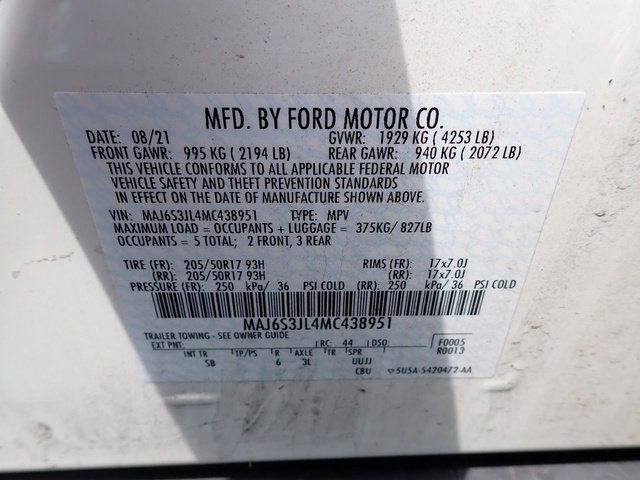 MFD. BY FORD MOTOR CO.
DATE: 08/21 GVWR: 1929 KG ( 4253 LB)
FRONT GAWR: 995 KG ( 2194 LB) REAR GAWR: 940 KG ( 2072 LB)
THIS VEHICLE CONFORMS TO ALL APPLICABLE FEDERAL MOTOR
VEHICLE SAFETY AND THEFT PREVENTION STANDARDS
IN EFFECT ON THE DATE OF MANUFACTURE SHOWN ABOVE.
VIN: MAJ6S3JL4MC438951 TYPE: MPV
MAXIMUM LOAD = OCCUPANTS + LUGGAGE = 375KG/ 827LB
OCCUPANTS = 5 TOTAL; 2 FRONT, 3 REAR
TIRE (FR): 205/50R17 93H RIMS (FR): 17x7.0J
(RR): 205/50R17 93H (RR): 17x7.0J
PRESSURE (FR): 250 kPa/ 36 PSI COLD (RR): 250 kPa/ 36 PSI COLD
MAJ6S3JL4MC438951
TRAILER TOWING - SEE OWNER GUIDE F0005
EXT PNT: RC: 44 DSO: R0013
INT TR TP/PS R AXLE TR SPR
SB 6 3L UUJJ
CBU 5U5A-5420472-AA